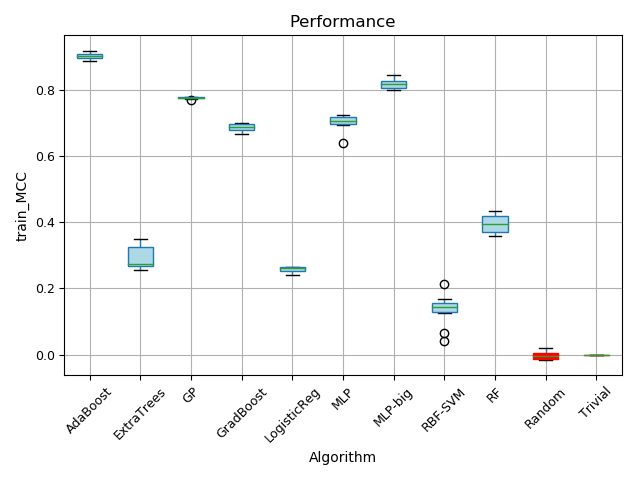 Performance
train_MCC
0.8
0.6
0.4
0.2
0.0
AdaBoost
ExtraTrees
GP
GradBoost
LogisticReg
MLP
MLP-big
RBF-SVM
RF
Random
Trivial
Algorithm